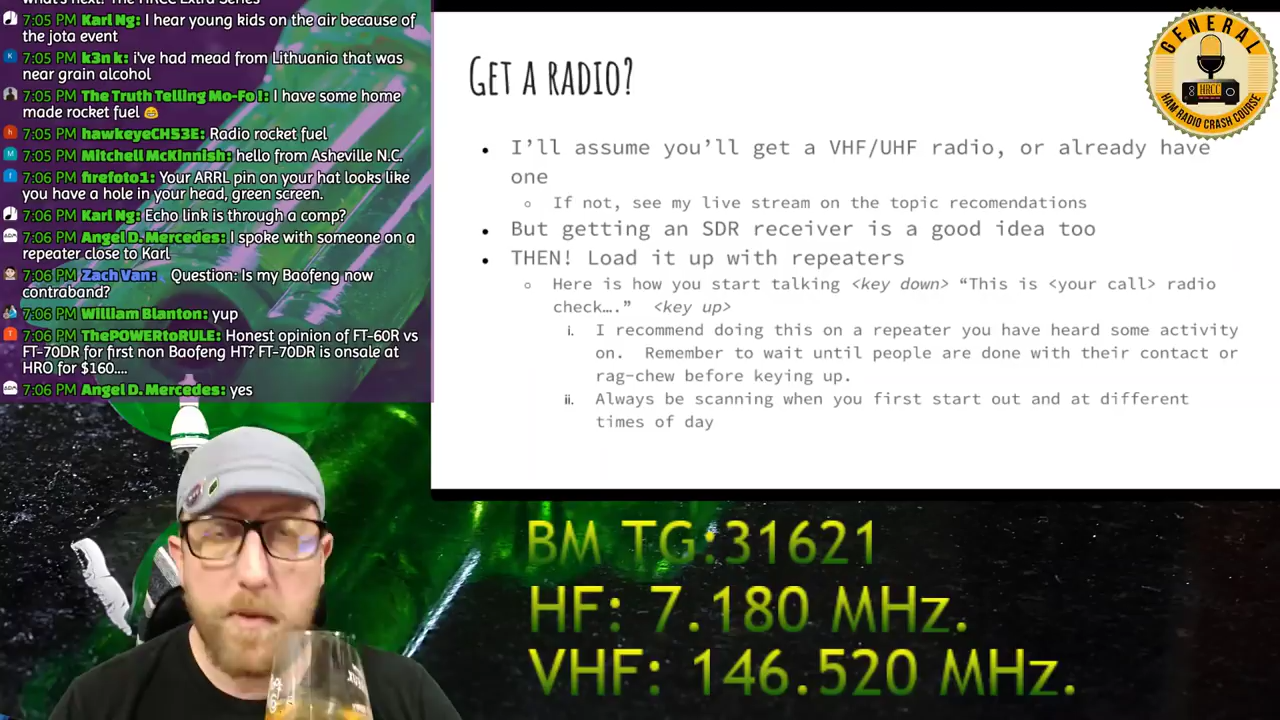 what's next? The HRCC Extra Series
7:05 PM Karl Ng: I hear young kids on the air because of
the jota event
7:05 PM k3n k: i've had mead from Lithuania that was
near grain alcohol
7:05 PM The Truth Telling Mo-Fo !: I have some home
made rocket fuel 😁
7:05 PM hawkeyeCH53E: Radio rocket fuel
7:05 PM Mitchell McKinnish: hello from Asheville N.C.
7:06 PM firefoto1: Your ARRL pin on your hat looks like
you have a hole in your head, green screen.
7:06 PM Karl Ng: Echo link is through a comp?
7:06 PM Angel D. Mercedes: I spoke with someone on a
repeater close to Karl
7:06 PM Zach Van: Question: Is my Baofeng now
contraband?
7:06 PM William Blanton: yup
7:06 PM ThePOWERtoRULE: Honest opinion of FT-60R vs
FT-70DR for first non Baofeng HT? FT-70DR is onsale at
HRO for $160....
7:06 PM Angel D. Mercedes: yes
GET A RADIO?
• I'll assume you'll get a VHF/UHF radio, or already have
one
○ If not, see my live stream on the topic recomendations
• But getting an SDR receiver is a good idea too
• THEN! Load it up with repeaters
○ Here is how you start talking <key down> “This is <your call> radio
check….” <key up>
i. I recommend doing this on a repeater you have heard some activity
on. Remember to wait until people are done with their contact or
rag-chew before keying up.
ii. Always be scanning when you first start out and at different
times of day
GENERAL
HRCC
HAM RADIO CRASH COURSE
BM TG:31621
HF: 7.180 MHz.
VHF: 146.520 MHz.